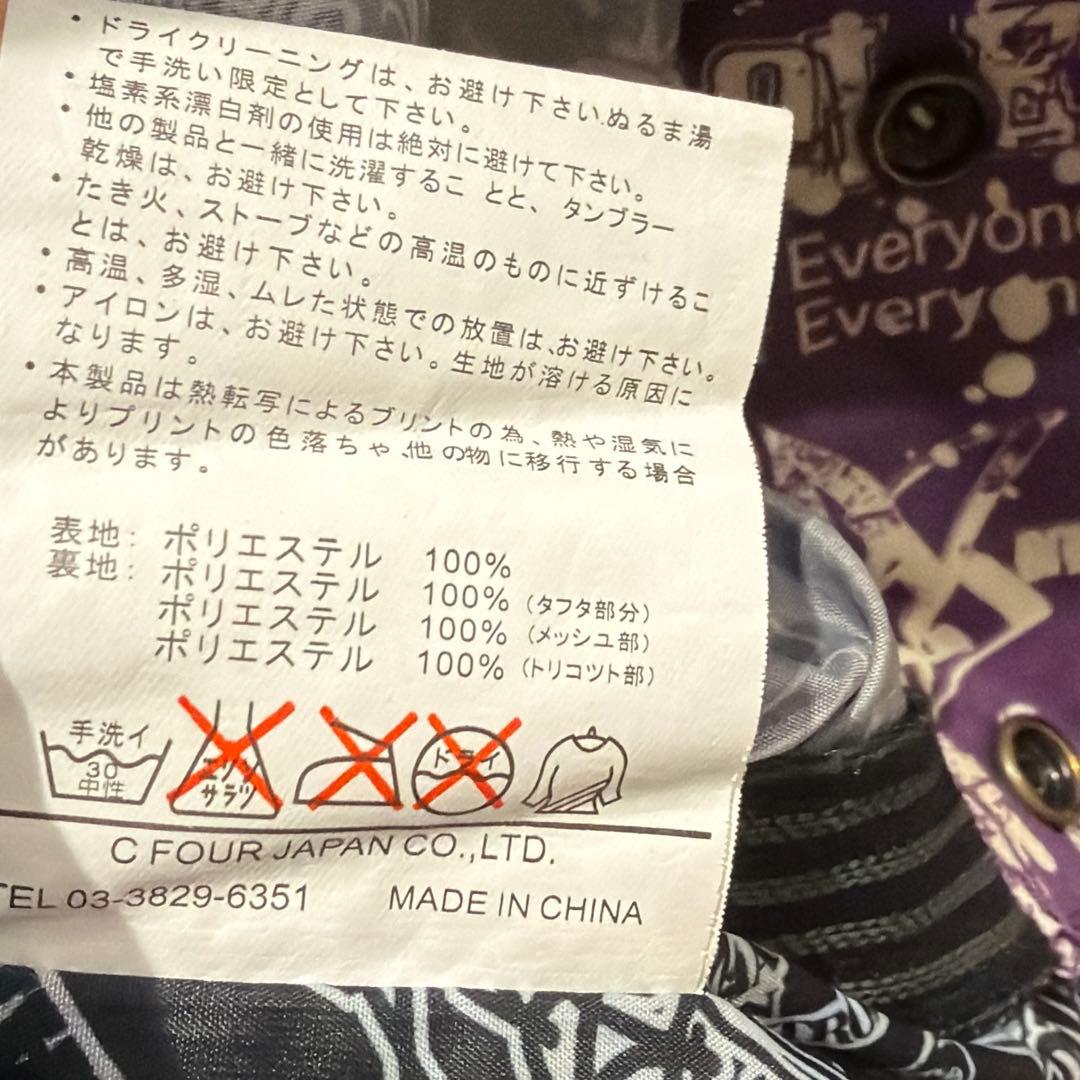 ・ドライクリーニングは、お避け下さい.ぬるま湯
で手洗い限定として下さい。
・塩素系漂白剤の使用は絶対に避けて下さい。
・他の製品と一緒に洗濯するこ とと、タンブラー
乾燥は、お避け下さい。
・たき火、ストーブなどの高温のものに近ずけるこ
とは、お避け下さい。
・高温、多湿、ムレた状態での放置は、お避け下さい。
・アイロンは、お避け下さい。生地が溶ける原因に
なります。
・本製品は熱転写によるプリントの為、熱や湿気に
よりプリントの色落ちや、他の物に移行する場合
があります。
表地: ポリエステル 100%
裏地: ポリエステル 100% (タフタ部分)
ポリエステル 100% (メッシュ部)
ポリエステル 100% (トリコツト部)
手洗イ
30
中性
エンソ
サラシ
ドライ
C FOUR JAPAN CO.,LTD.
TEL 03-3829-6351 MADE IN CHINA
Everyon
Everyon